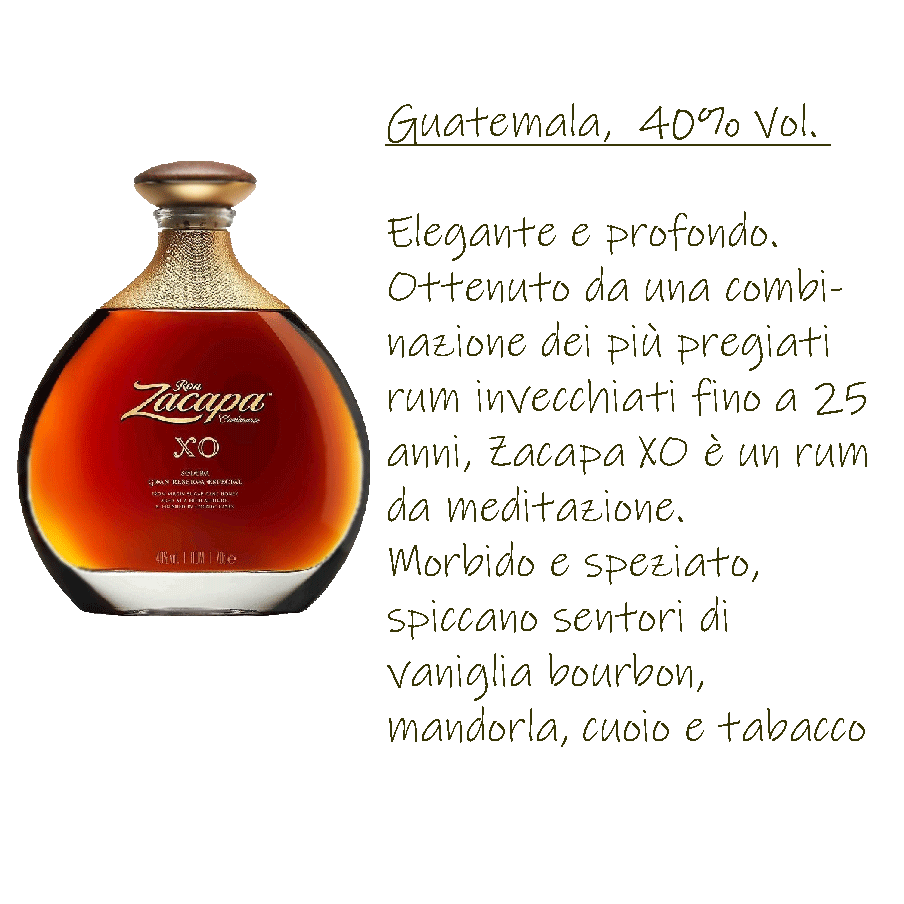 Guatemala, 40% Vol.
Elegante e profondo.
Ottenuto da una combi-
nazione dei più pregiati
rum invecchiati fino a 25
anni, Zacapa XO è un rum
da meditazione.
Morbido e speziato,
spiccano sentori di
vaniglia bourbon,
mandorla, cuoio e tabacco
Ron
Zacapa
Centenario
XO
SOLERA
GRAN RESERVA ESPECIAL